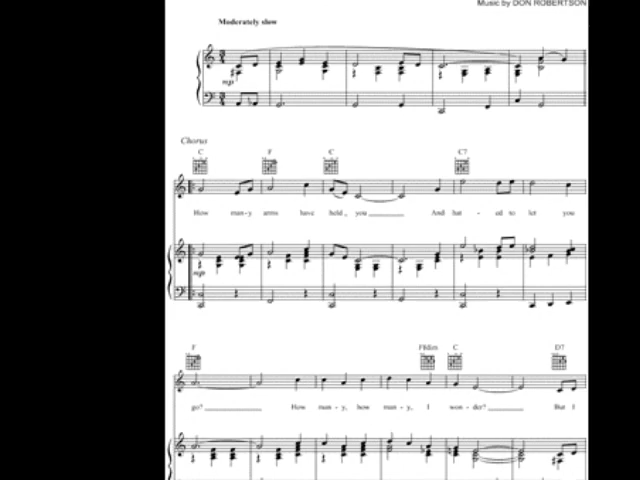 Music by DON ROBERTSON
Moderately slow
mp
Chorus
C F C C7
How man-y arms have held you And hat - ed to let you
mp
F F#dim C D7
go? How man-y, how man-y, I won-der? But I